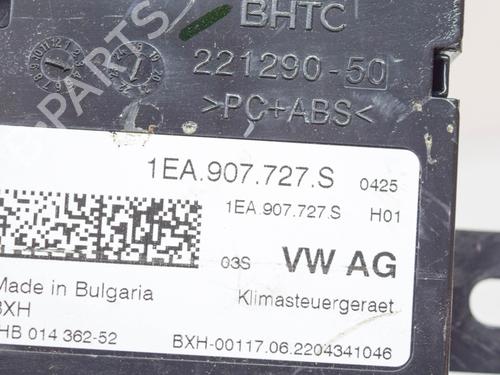 BHTC
221290-50
>PC+ABS<
1EA.907.727.S 0425
1EA.907.727.S H01
03S VW AG
Made in Bulgaria Klimasteuergeraet
BXH
HB 014 362-52 BXH-00117.06.2204341046